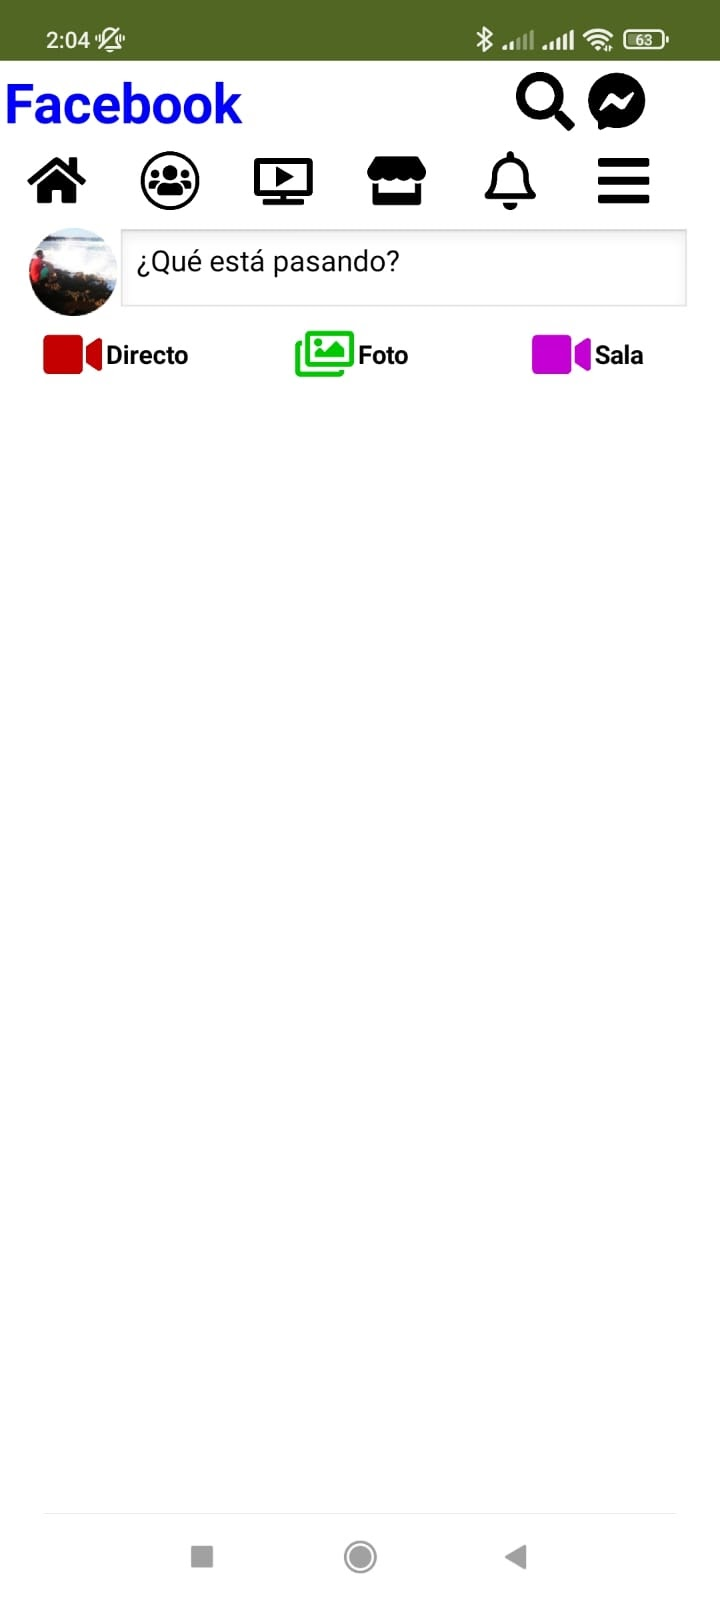 2:04 63
Facebook
¿Qué está pasando?
Directo Foto Sala